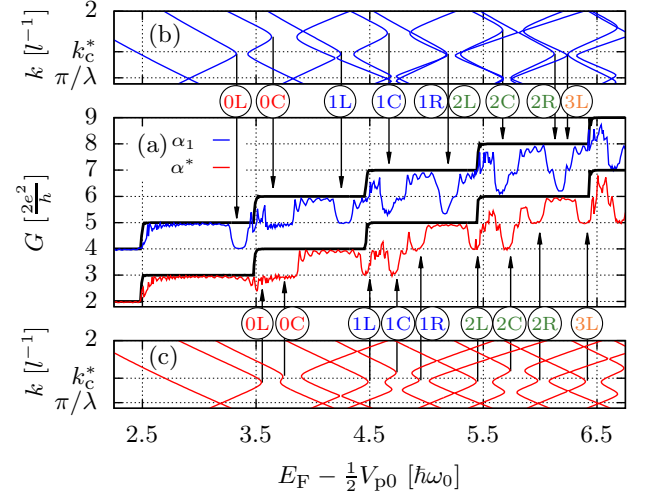 (b)
k [l⁻¹]
2
k_c^*
π/λ
0L 0C 1L 1C 1R 2L 2C 2R 3L
(a) α₁
α*
G [2e²/h]
9
8
7
6
5
4
3
2
0L 0C 1L 1C 1R 2L 2C 2R 3L
(c)
k [l⁻¹]
2
k_c^*
π/λ
2.5 3.5 4.5 5.5 6.5
E_F − ½V_p0 [ħω₀]